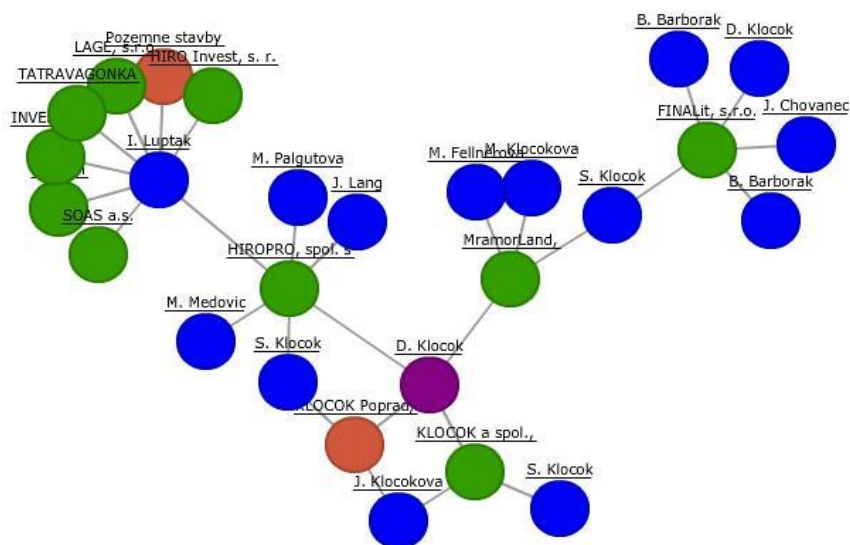 Pozemne stavby
LAGE, s.r.o.
HIRO Invest, s. r.
TATRAVAGONKA
INVE
I. Luptak
SOAS a.s.
B. Barborak
D. Klocok
FINALit, s.r.o.
J. Chovanec
B. Barborak
M. Palgutova
J. Lang
M. Fellnerova
M. Klocokova
S. Klocok
HIROPRO, spol. s
MramorLand,
M. Medovic
S. Klocok
D. Klocok
KLOCOK Poprad,
KLOCOK a spol.,
J. Klocokova
S. Klocok